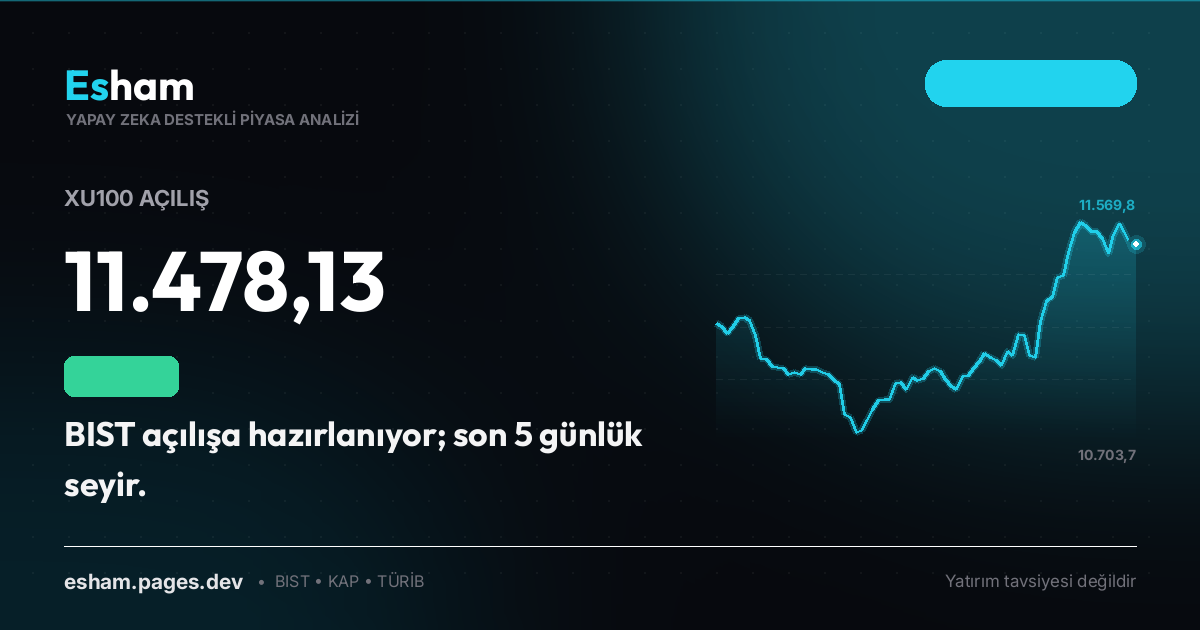 Esham
YAPAY ZEKA DESTEKLİ PİYASA ANALİZİ
XU100 AÇILIŞ
11.478,13
BIST açılışa hazırlanıyor; son 5 günlük
seyir.
11.569,8
10.703,7
esham.pages.dev • BIST • KAP • TÜRİB
Yatırım tavsiyesi değildir